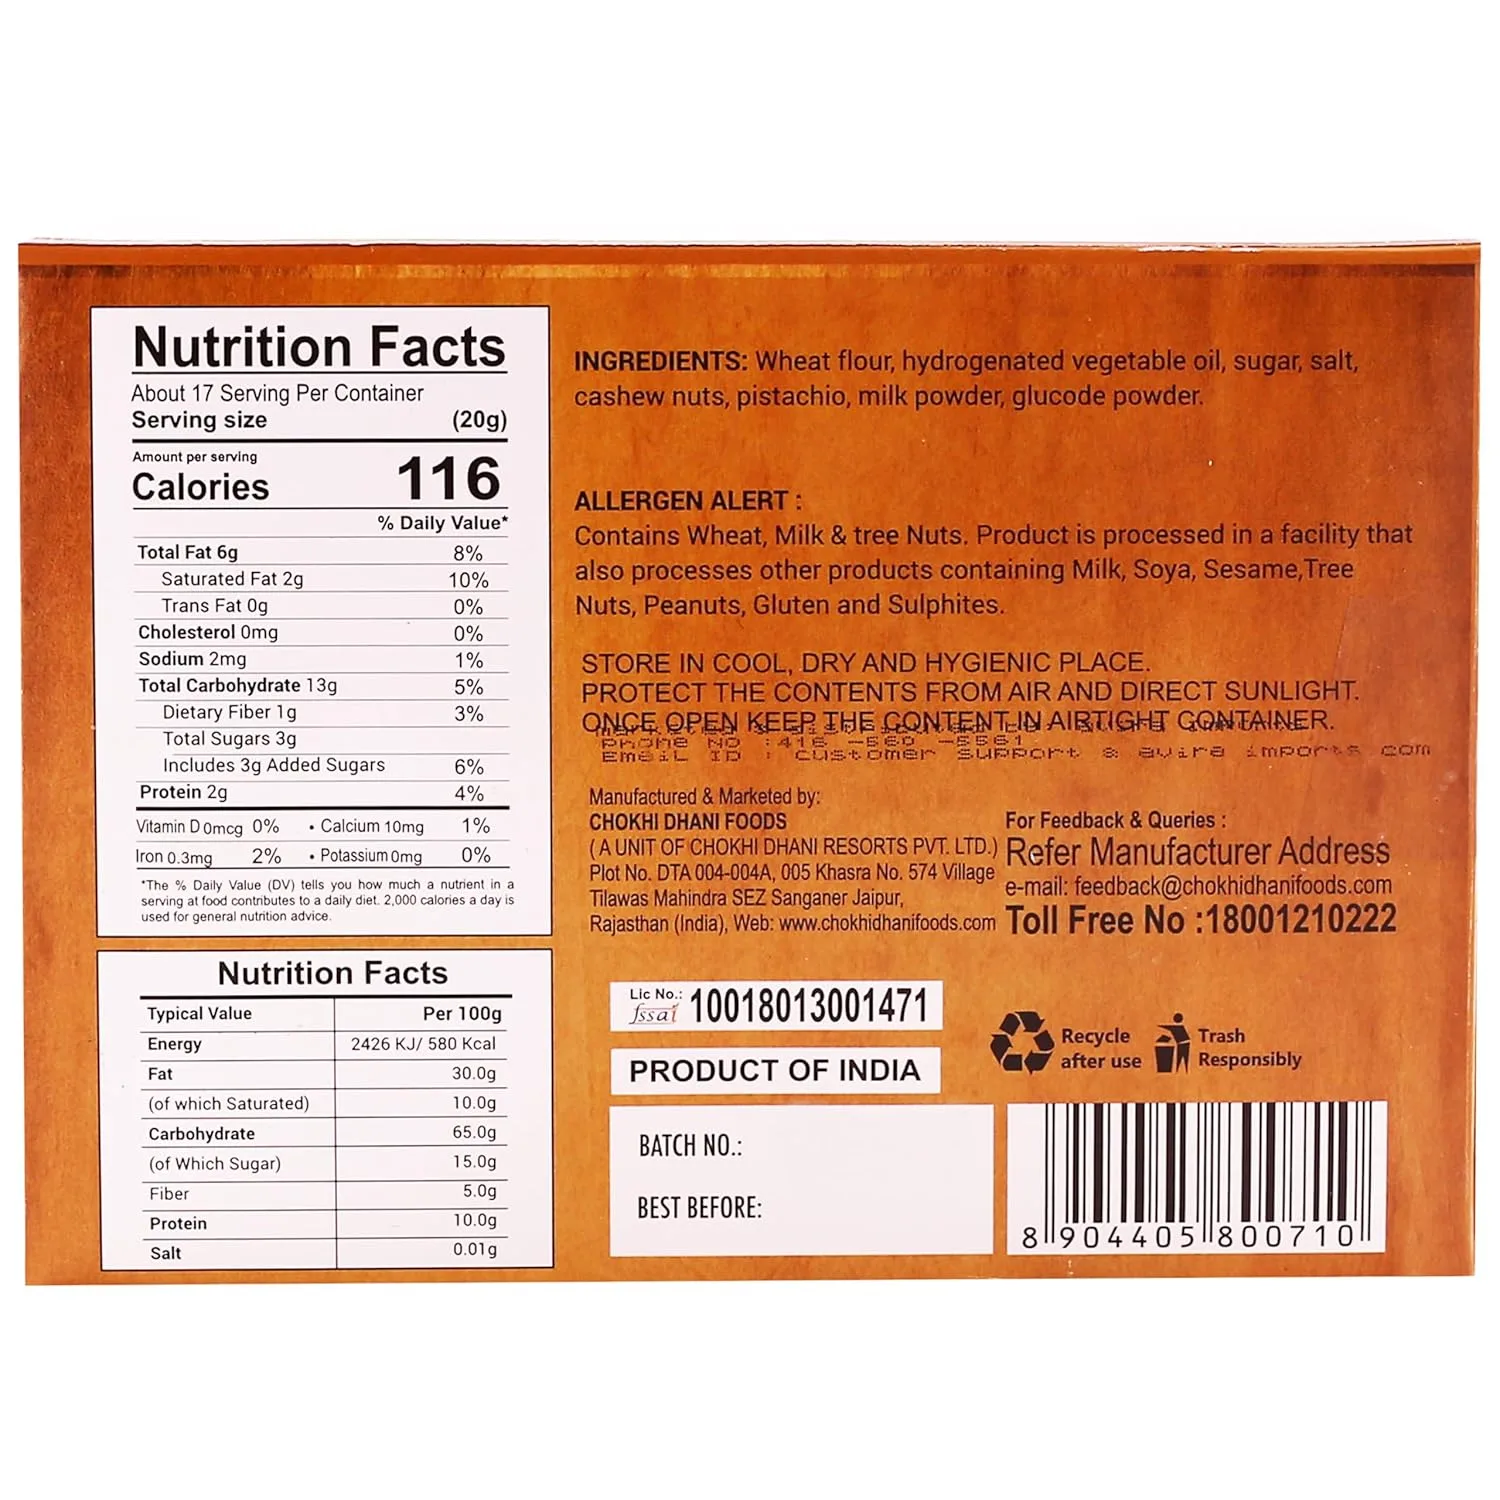 Nutrition Facts
About 17 Serving Per Container
Serving size (20g)
Amount per serving
Calories 116
% Daily Value*
Total Fat 6g 8%
Saturated Fat 2g 10%
Trans Fat 0g 0%
Cholesterol 0mg 0%
Sodium 2mg 1%
Total Carbohydrate 13g 5%
Dietary Fiber 1g 3%
Total Sugars 3g
Includes 3g Added Sugars 6%
Protein 2g 4%
Vitamin D 0mcg 0% • Calcium 10mg 1%
Iron 0.3mg 2% • Potassium 0mg 0%
*The % Daily Value (DV) tells you how much a nutrient in a
serving at food contributes to a daily diet. 2,000 calories a day is
used for general nutrition advice.
Nutrition Facts
Typical Value Per 100g
Energy 2426 KJ/ 580 Kcal
Fat 30.0g
(of which Saturated) 10.0g
Carbohydrate 65.0g
(of Which Sugar) 15.0g
Fiber 5.0g
Protein 10.0g
Salt 0.01g
INGREDIENTS: Wheat flour, hydrogenated vegetable oil, sugar, salt,
cashew nuts, pistachio, milk powder, glucode powder.
ALLERGEN ALERT :
Contains Wheat, Milk & tree Nuts. Product is processed in a facility that
also processes other products containing Milk, Soya, Sesame,Tree
Nuts, Peanuts, Gluten and Sulphites.
STORE IN COOL, DRY AND HYGIENIC PLACE.
PROTECT THE CONTENTS FROM AIR AND DIRECT SUNLIGHT.
ONCE OPEN KEEP THE CONTENT IN AIRTIGHT CONTAINER.
Phone NO : 416 -560 -5561
Email ID : customer support & avira imports com
Manufactured & Marketed by:
CHOKHI DHANI FOODS
( A UNIT OF CHOKHI DHANI RESORTS PVT. LTD.)
Plot No. DTA 004-004A, 005 Khasra No. 574 Village
Tilawas Mahindra SEZ Sanganer Jaipur,
Rajasthan (India), Web: www.chokhidhanifoods.com
For Feedback & Queries :
Refer Manufacturer Address
e-mail: feedback@chokhidhanifoods.com
Toll Free No :18001210222
Lic No.: 10018013001471
fssai
PRODUCT OF INDIA
Recycle
after use
Trash
Responsibly
BATCH NO.:
BEST BEFORE:
8 904405 800710